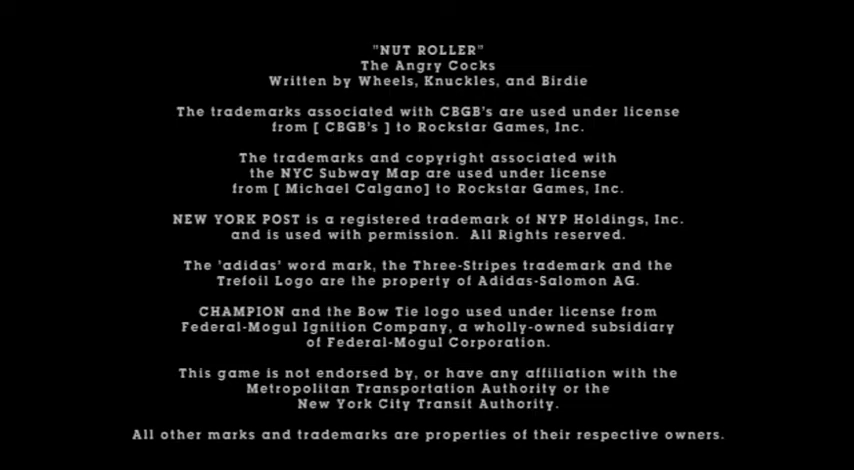 "NUT ROLLER"
The Angry Cocks
Written by Wheels, Knuckles, and Birdie
The trademarks associated with CBGB's are used under license
from [ CBGB's ] to Rockstar Games, Inc.
The trademarks and copyright associated with
the NYC Subway Map are used under license
from [ Michael Calgano] to Rockstar Games, Inc.
NEW YORK POST is a registered trademark of NYP Holdings, Inc.
and is used with permission.  All Rights reserved.
The 'adidas' word mark, the Three-Stripes trademark and the
Trefoil Logo are the property of Adidas-Salomon AG.
CHAMPION and the Bow Tie logo used under license from
Federal-Mogul Ignition Company, a wholly-owned subsidiary
of Federal-Mogul Corporation.
This game is not endorsed by, or have any affiliation with the
Metropolitan Transportation Authority or the
New York City Transit Authority.
All other marks and trademarks are properties of their respective owners.